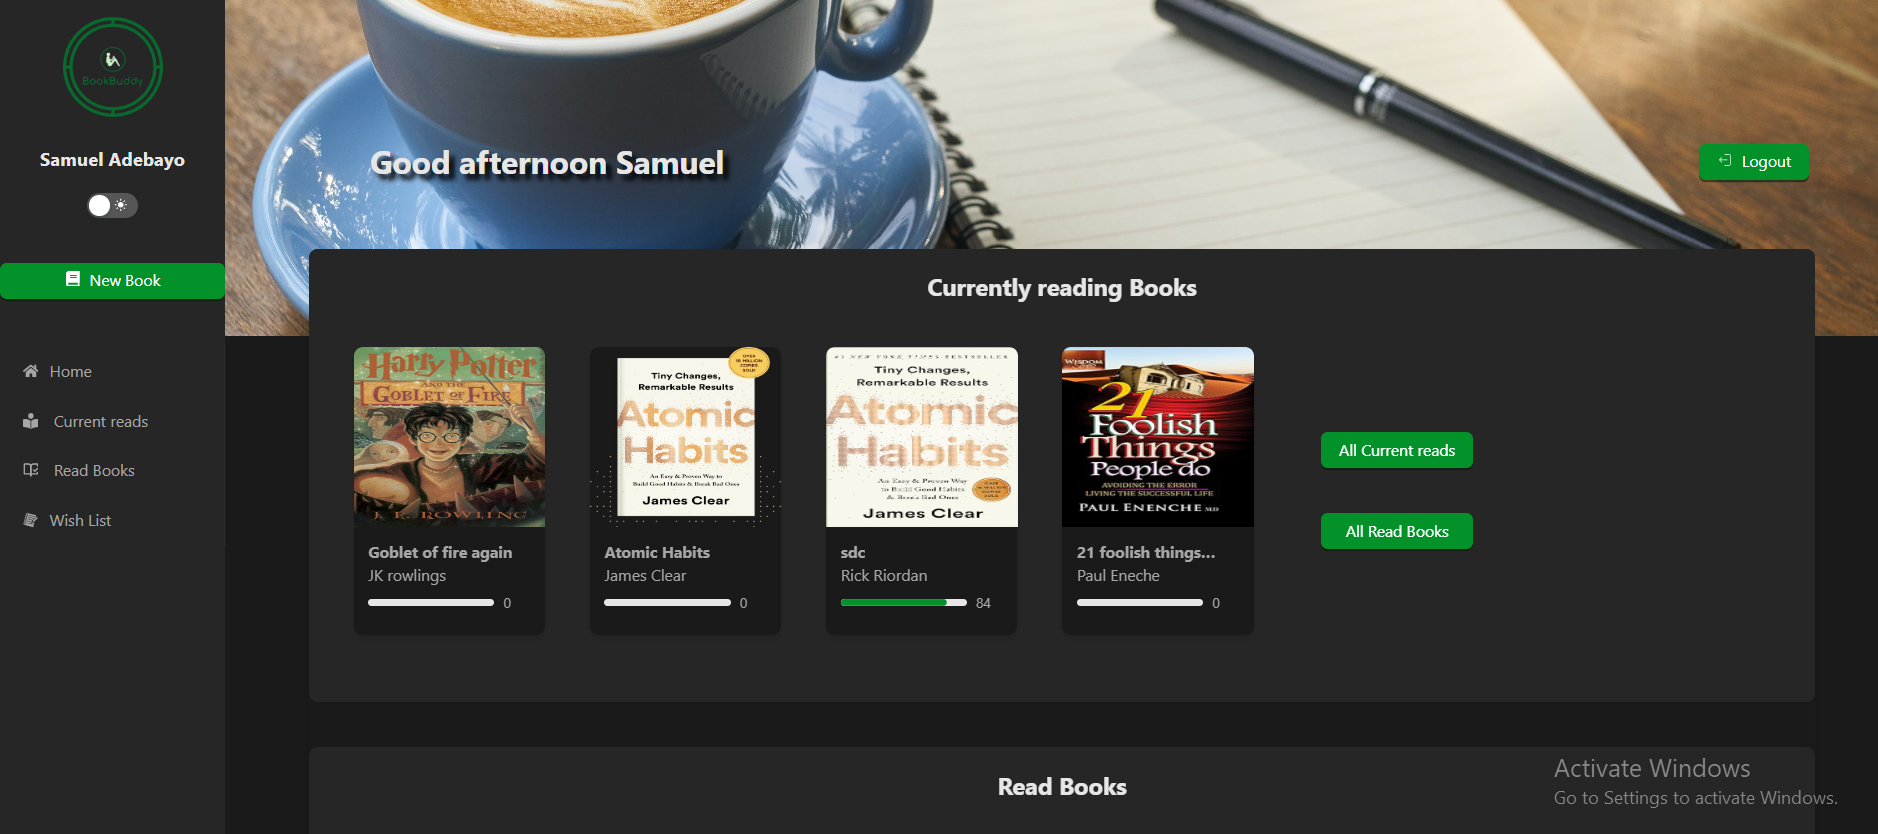 BookBuddy
Samuel Adebayo
New Book
Home
Current reads
Read Books
Wish List
Good afternoon Samuel
Logout
Currently reading Books
Harry Potter
AND THE
GOBLET OF FIRE
J. K. ROWLING
Goblet of fire again
JK rowlings
0
OVER
10 MILLION
COPIES
SOLD
Tiny Changes,
Remarkable Results
Atomic
Habits
An Easy & Proven Way to
Build Good Habits & Break Bad Ones
James Clear
Atomic Habits
James Clear
0
#1 NEW YORK TIMES BESTSELLER
Tiny Changes,
Remarkable Results
Atomic
Habits
An Easy & Proven Way
to Build Good Habits
& Break Bad Ones
James Clear
sdc
Rick Riordan
84
WISDOM
21
Foolish
Things
People do
AVOIDING THE ERROR
LIVING THE SUCCESSFUL LIFE
PAUL ENENCHE MD
21 foolish things...
Paul Eneche
0
All Current reads
All Read Books
Read Books
Activate Windows
Go to Settings to activate Windows.